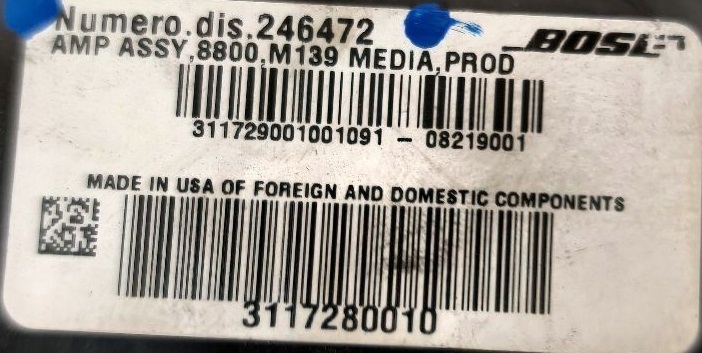 Numero.dis.246472
BOSE
AMP ASSY,8800,M139 MEDIA,PROD
311729001001091 - 08219001
MADE IN USA OF FOREIGN AND DOMESTIC COMPONENTS
3117280010